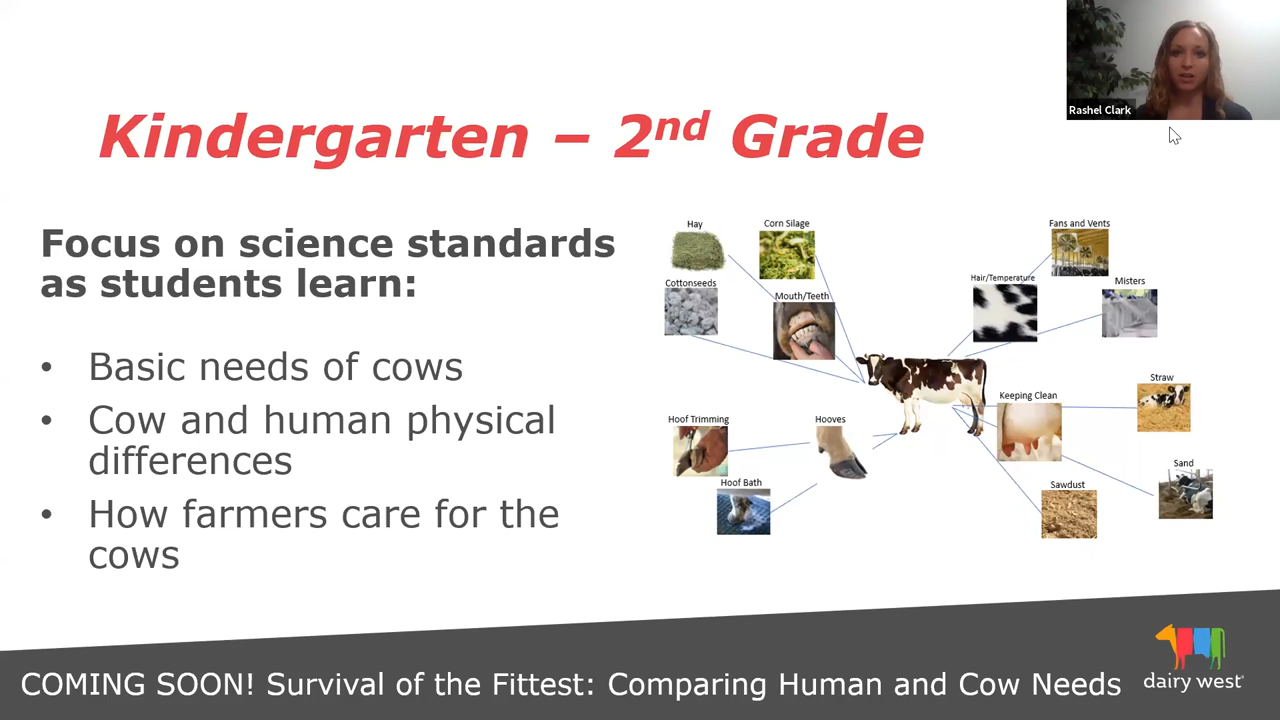 Rashel Clark
Kindergarten – 2nd Grade
Focus on science standards
as students learn:
• Basic needs of cows
• Cow and human physical
differences
• How farmers care for the
cows
Hay
Corn Silage
Cottonseeds
Mouth/Teeth
Fans and Vents
Hair/Temperature
Misters
Straw
Keeping Clean
Hoof Trimming
Hooves
Sand
Hoof Bath
Sawdust
COMING SOON! Survival of the Fittest: Comparing Human and Cow Needs
dairy west